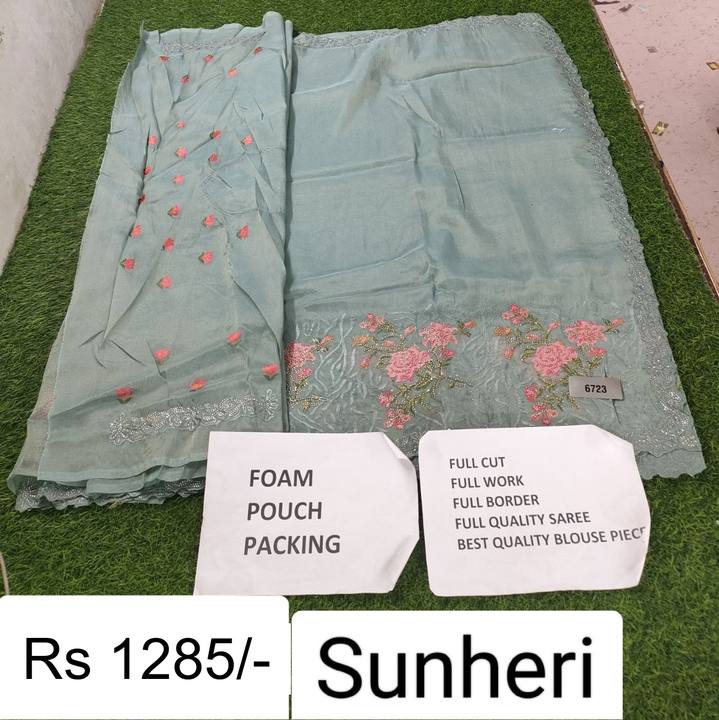 6723
FOAM
POUCH
PACKING
FULL CUT
FULL WORK
FULL BORDER
FULL QUALITY SAREE
BEST QUALITY BLOUSE PIECE
Rs 1285/-
Sunheri